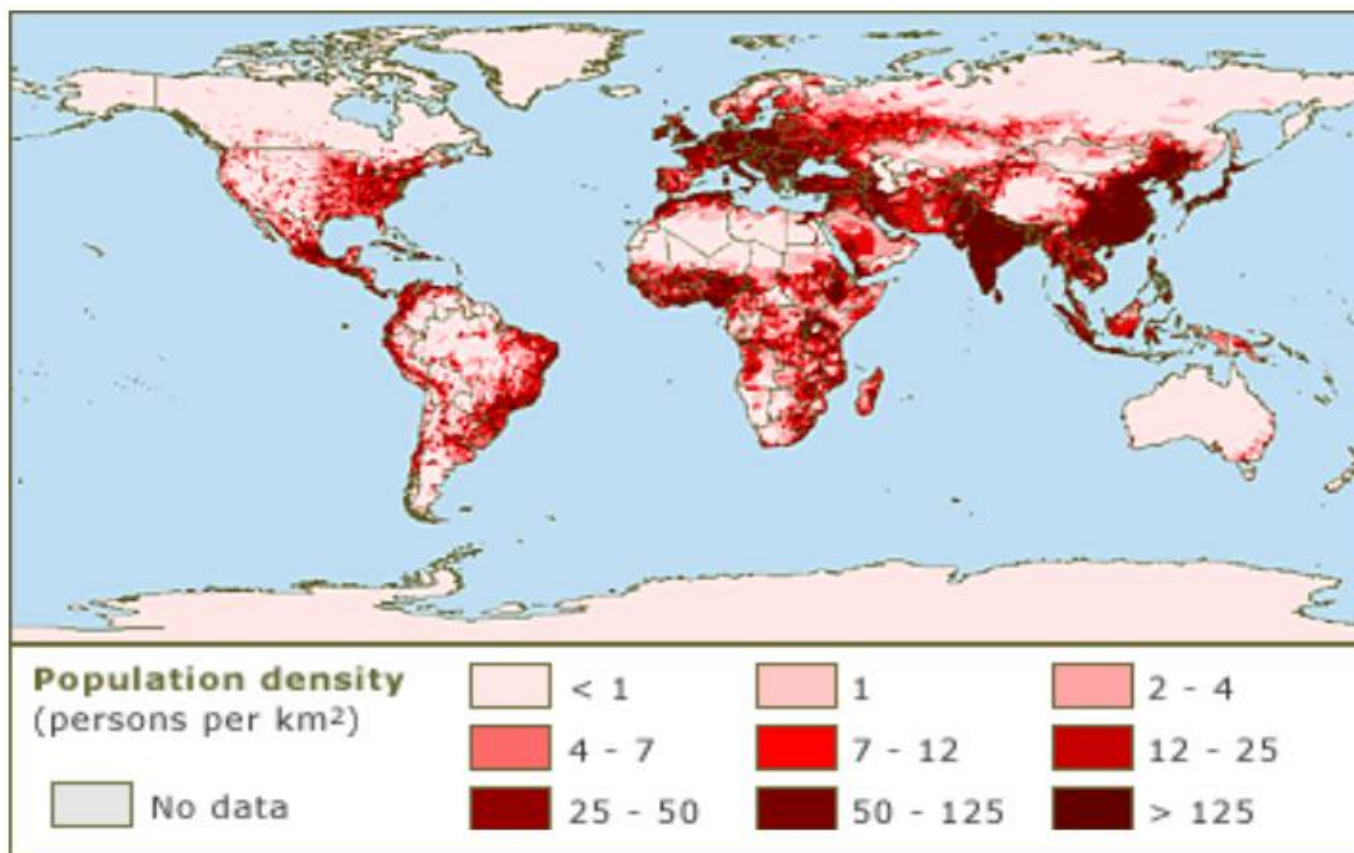 Population density
(persons per km²)
No data
< 1
1
2 - 4
4 - 7
7 - 12
12 - 25
25 - 50
50 - 125
> 125